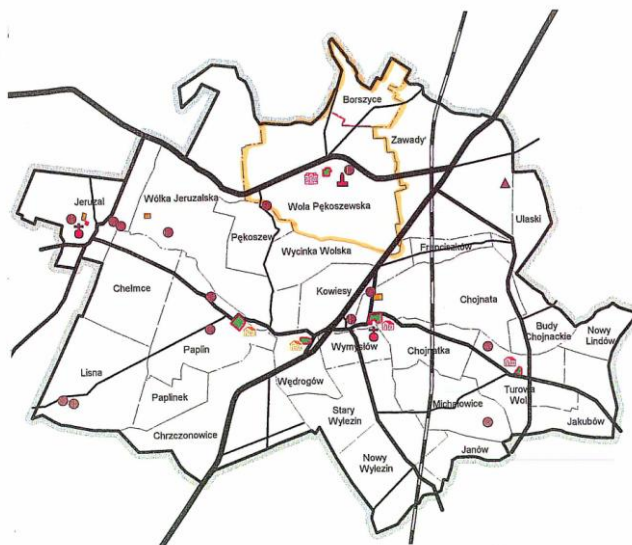 Borszyce
Zawady
Jeruzal
Wólka Jeruzalska
Wola Pękoszewska
Ulaski
Pękoszew
Wycinka Wolska
Franciszków
Chełmce
Kowiesy
Chojnata
Budy
Chojnackie
Nowy
Lindów
Paplin
Wymysłów
Chojnatka
Lisna
Wędrogów
Turowa
Wola
Paplinek
Michałowice
Stary
Wylezin
Jakubów
Chrzczonowice
Janów
Nowy
Wylezin